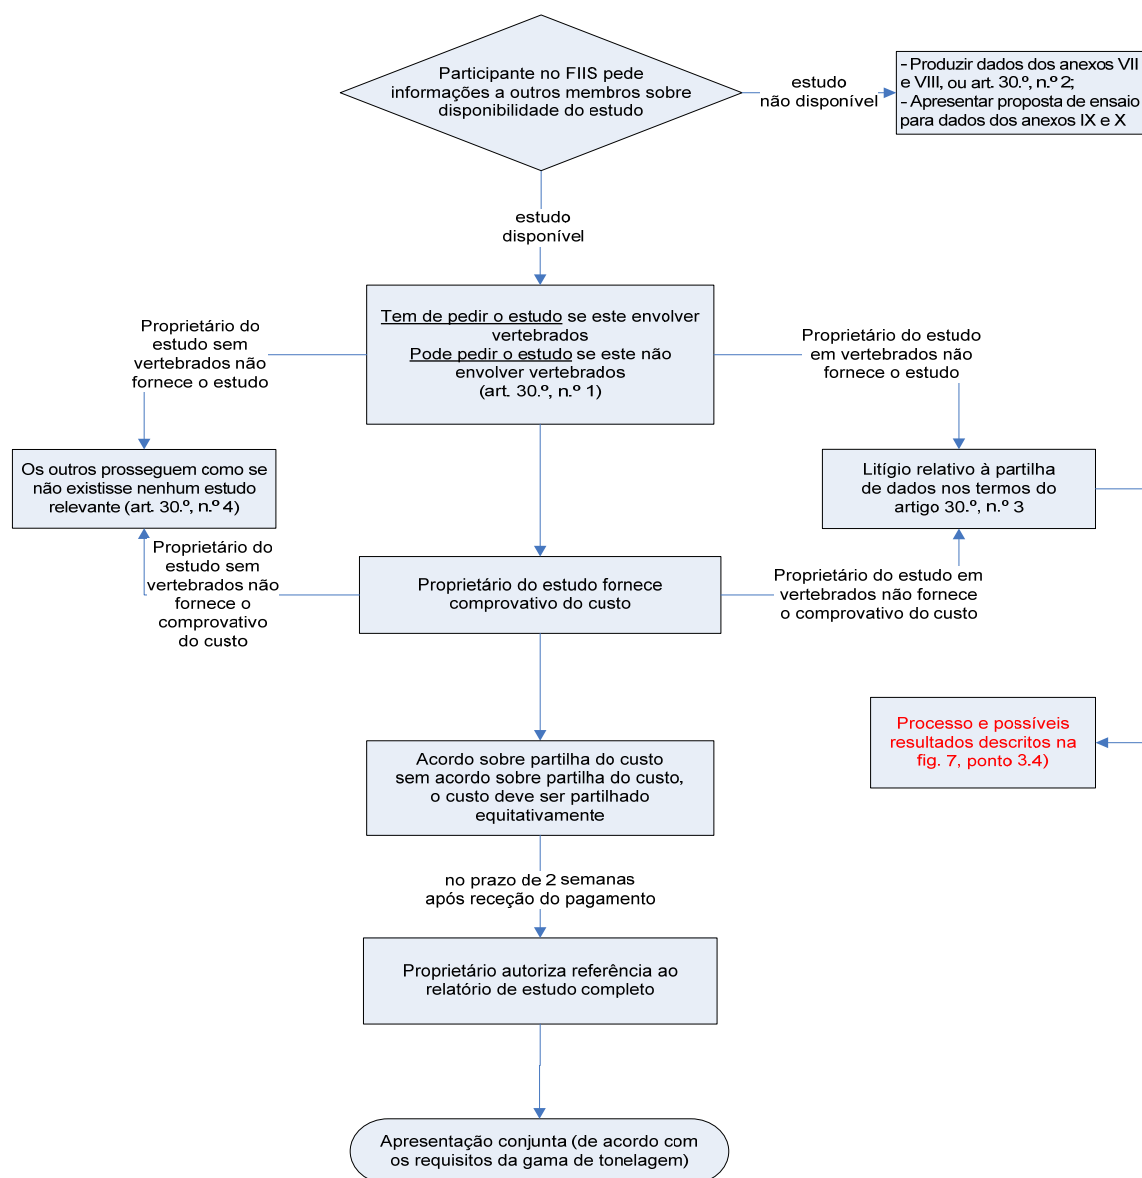 Participante no FIIS pede
informações a outros membros sobre
disponibilidade do estudo
estudo
não disponível
- Produzir dados dos anexos VII
e VIII, ou art. 30.º, n.º 2;
- Apresentar proposta de ensaio
para dados dos anexos IX e X
estudo
disponível
Tem de pedir o estudo se este envolver
vertebrados
Pode pedir o estudo se este não
envolver vertebrados
(art. 30.º, n.º 1)
Proprietário do
estudo sem
vertebrados não
fornece o estudo
Proprietário do estudo
em vertebrados não
fornece o estudo
Os outros prosseguem como se
não existisse nenhum estudo
relevante (art. 30.º, n.º 4)
Litígio relativo à partilha
de dados nos termos do
artigo 30.º, n.º 3
Proprietário do
estudo sem
vertebrados não
fornece o
comprovativo
do custo
Proprietário do estudo fornece
comprovativo do custo
Proprietário do estudo em
vertebrados não fornece
o comprovativo do custo
Processo e possíveis
resultados descritos na
fig. 7, ponto 3.4)
Acordo sobre partilha do custo
sem acordo sobre partilha do custo,
o custo deve ser partilhado
equitativamente
no prazo de 2 semanas
após receção do pagamento
Proprietário autoriza referência ao
relatório de estudo completo
Apresentação conjunta (de acordo com
os requisitos da gama de tonelagem)